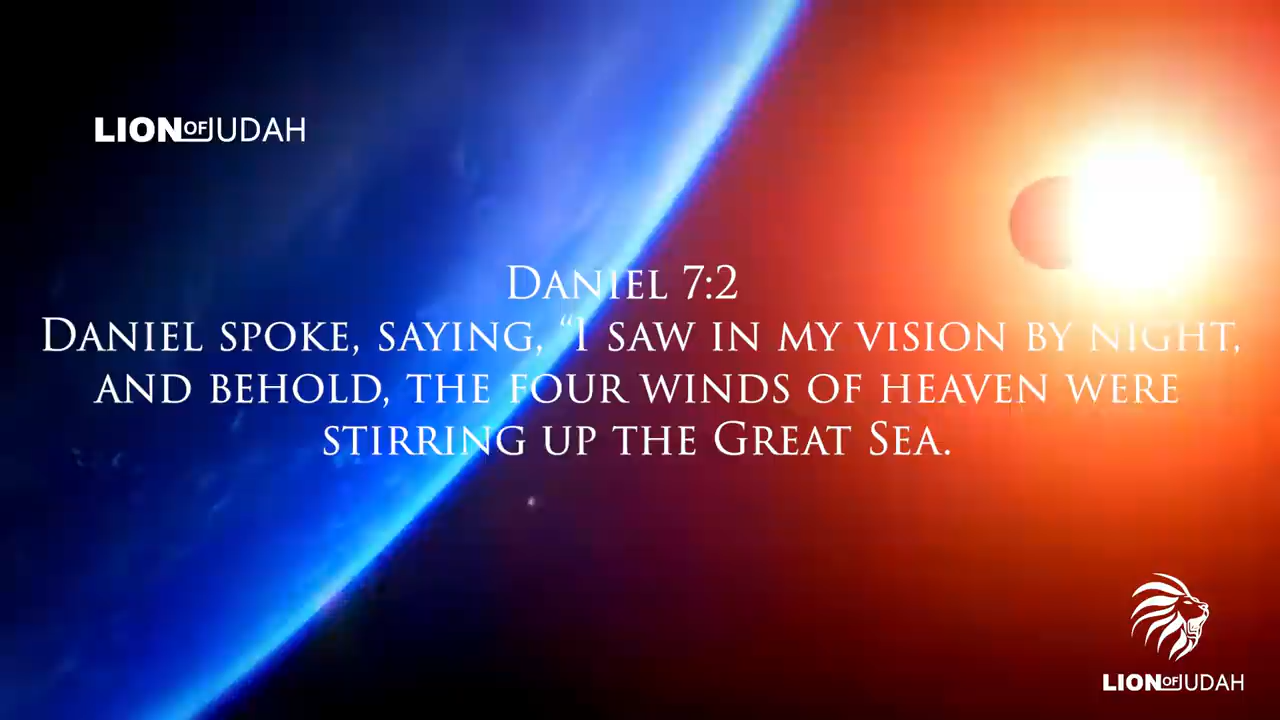 LION OF JUDAH
Daniel 7:2
Daniel spoke, saying, “I saw in my vision by night,
and behold, the four winds of heaven were
stirring up the Great Sea.
LION OF JUDAH